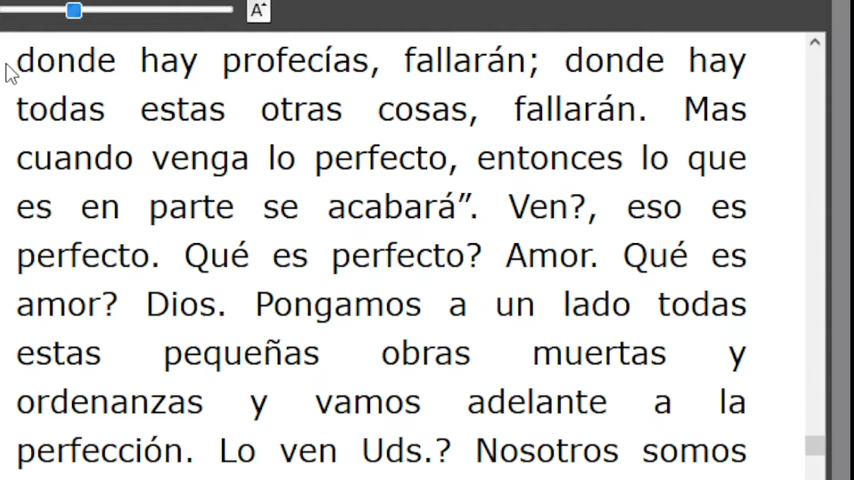 A
donde hay profecías, fallarán; donde hay
todas estas otras cosas, fallarán. Mas
cuando venga lo perfecto, entonces lo que
es en parte se acabará”. Ven?, eso es
perfecto. Qué es perfecto? Amor. Qué es
amor? Dios. Pongamos a un lado todas
estas pequeñas obras muertas y
ordenanzas y vamos adelante a la
perfección. Lo ven Uds.? Nosotros somos